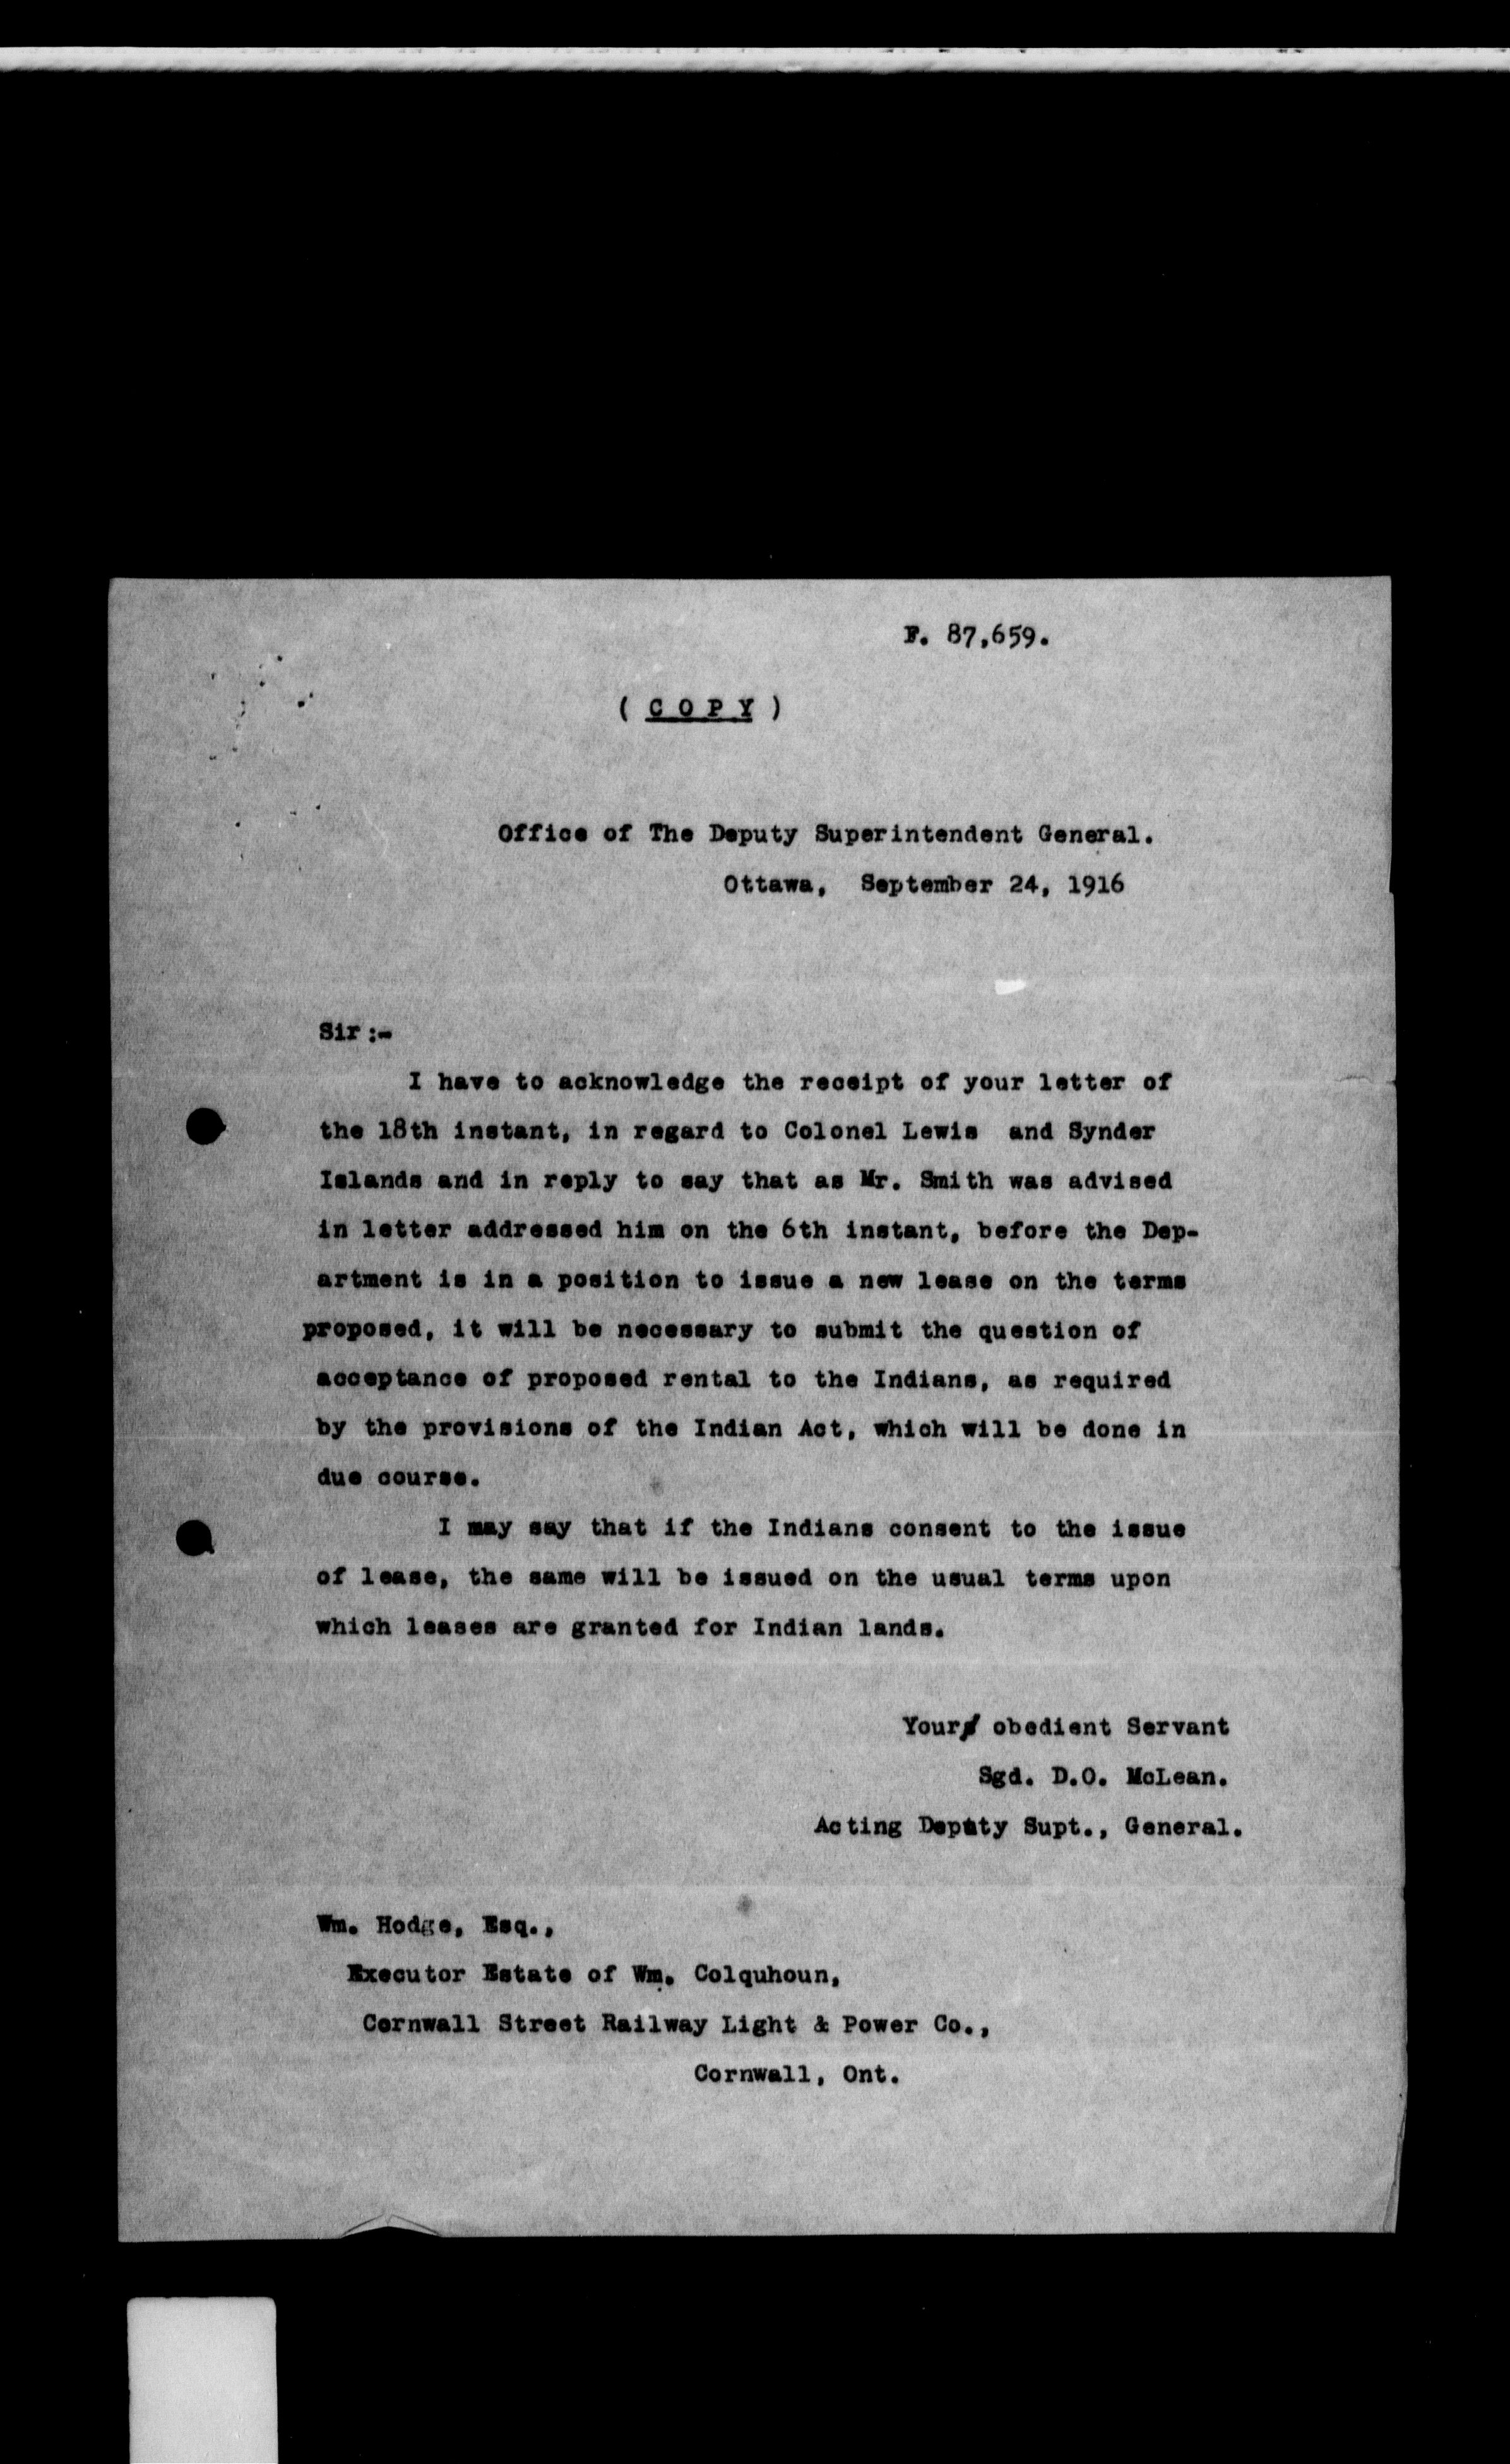 F. 87,659.
( C O P Y )
Office of The Deputy Superintendent General.
Ottawa, September 24, 1916
Sir:-
I have to acknowledge the receipt of your letter of
the 18th instant, in regard to Colonel Lewis and Synder
Islands and in reply to say that as Mr. Smith was advised
in letter addressed him on the 6th instant, before the Dep-
artment is in a position to issue a new lease on the terms
proposed, it will be necessary to submit the question of
acceptance of proposed rental to the Indians, as required
by the provisions of the Indian Act, which will be done in
due course.
I may say that if the Indians consent to the issue
of lease, the same will be issued on the usual terms upon
which leases are granted for Indian lands.
Your obedient Servant
Sgd. D.O. McLean.
Acting Deputy Supt., General.
Wm. Hodge, Esq.,
Executor Estate of Wm. Colquhoun,
Cornwall Street Railway Light & Power Co.,
Cornwall, Ont.